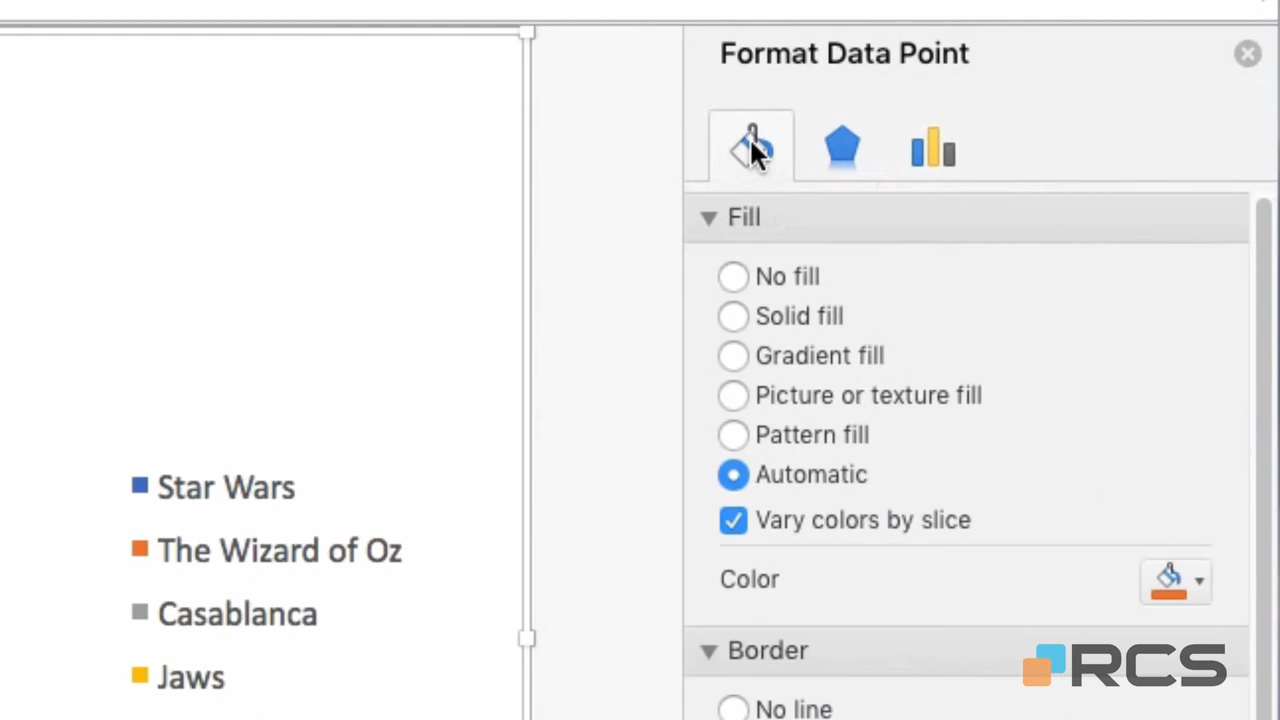 Format Data Point
Fill
No fill
Solid fill
Gradient fill
Picture or texture fill
Pattern fill
Automatic
Vary colors by slice
Color
Border
No line
Star Wars
The Wizard of Oz
Casablanca
Jaws
RCS